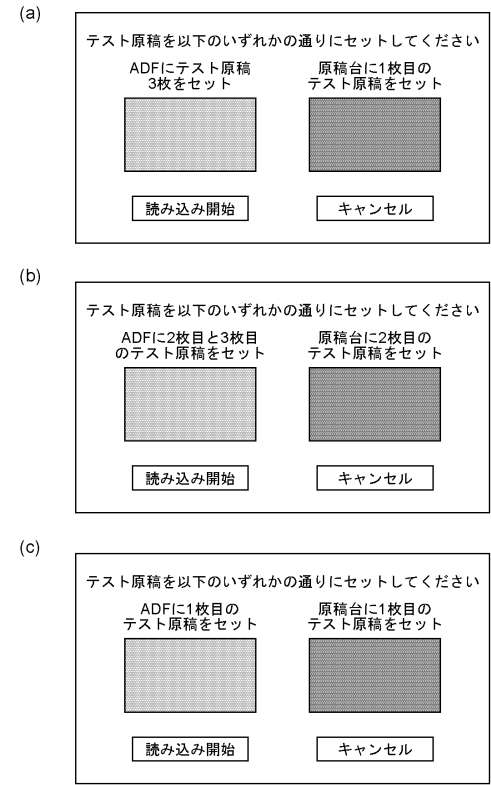 (a)
テスト原稿を以下のいずれかの通りにセットしてください
ADFにテスト原稿
3枚をセット
原稿台に1枚目の
テスト原稿をセット
読み込み開始
キャンセル
(b)
テスト原稿を以下のいずれかの通りにセットしてください
ADFに2枚目と3枚目
のテスト原稿をセット
原稿台に2枚目の
テスト原稿をセット
読み込み開始
キャンセル
(c)
テスト原稿を以下のいずれかの通りにセットしてください
ADFに1枚目の
テスト原稿をセット
原稿台に1枚目の
テスト原稿をセット
読み込み開始
キャンセル